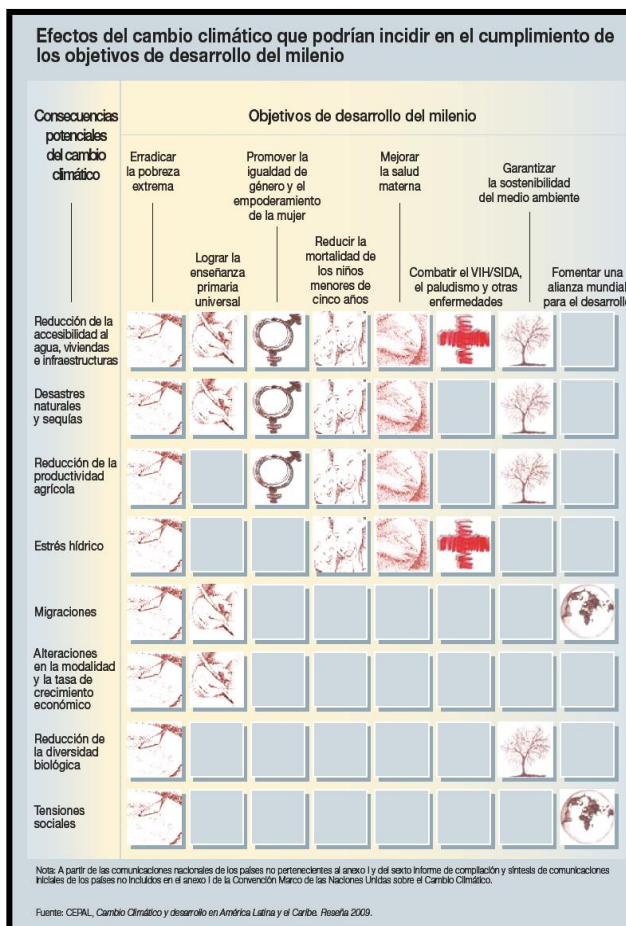 Efectos del cambio climático que podrían incidir en el cumplimiento de
los objetivos de desarrollo del milenio
Consecuencias
potenciales
del cambio
climático
Objetivos de desarrollo del milenio
Erradicar
la pobreza
extrema
Lograr la
enseñanza
primaria
universal
Promover la
igualdad de
género y el
empoderamiento
de la mujer
Reducir la
mortalidad de
los niños
menores de
cinco años
Mejorar
la salud
materna
Combatir el VIH/SIDA,
el paludismo y otras
enfermedades
Garantizar
la sostenibilidad
del medio ambiente
Fomentar una
alianza mundial
para el desarrollo
Reducción de la
accesibilidad al
agua, viviendas
e infraestructuras
Desastres
naturales
y sequías
Reducción de la
productividad
agrícola
Estrés hídrico
Migraciones
Alteraciones
en la modalidad
y la tasa de
crecimiento
económico
Reducción de
la diversidad
biológica
Tensiones
sociales
Nota: A partir de las comunicaciones nacionales de los países no pertenecientes al anexo I y del sexto informe de compilación y síntesis de comunicaciones
iniciales de los países no incluidos en el anexo I de la Convención Marco de las Naciones Unidas sobre el Cambio Climático.
Fuente: CEPAL, Cambio Climático y desarrollo en América Latina y el Caribe. Reseña 2009.